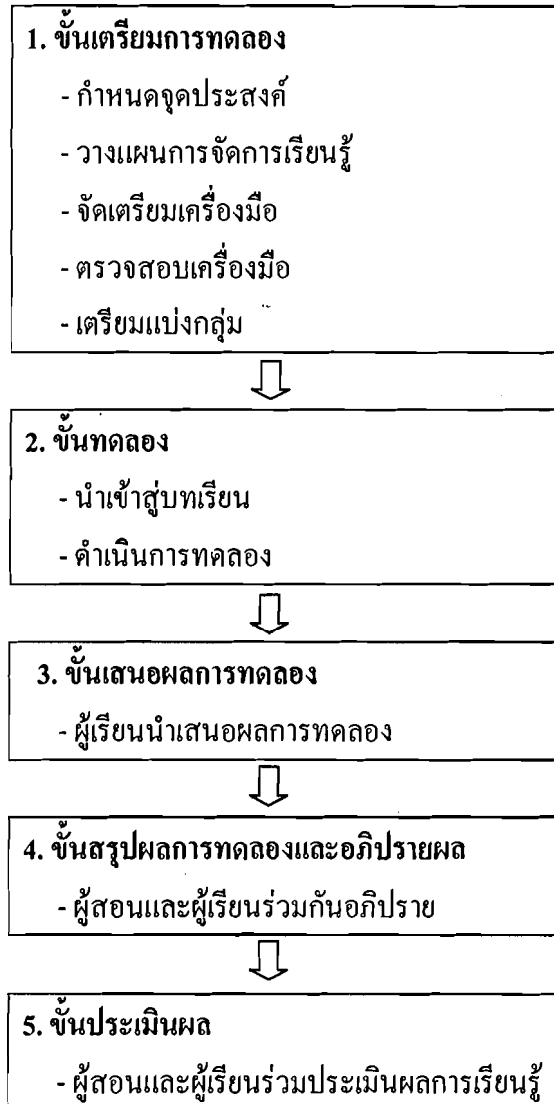 1. ขั้นเตรียมการทดลอง
- กำหนดจุดประสงค์
- วางแผนการจัดการเรียนรู้
- จัดเตรียมเครื่องมือ
- ตรวจสอบเครื่องมือ
- เตรียมแบ่งกลุ่ม
2. ขั้นทดลอง
- นำเข้าสู่บทเรียน
- ดำเนินการทดลอง
3. ขั้นเสนอผลการทดลอง
- ผู้เรียนนำเสนอผลการทดลอง
4. ขั้นสรุปผลการทดลองและอภิปรายผล
- ผู้สอนและผู้เรียนร่วมกันอภิปราย
5. ขั้นประเมินผล
- ผู้สอนและผู้เรียนร่วมประเมินผลการเรียนรู้